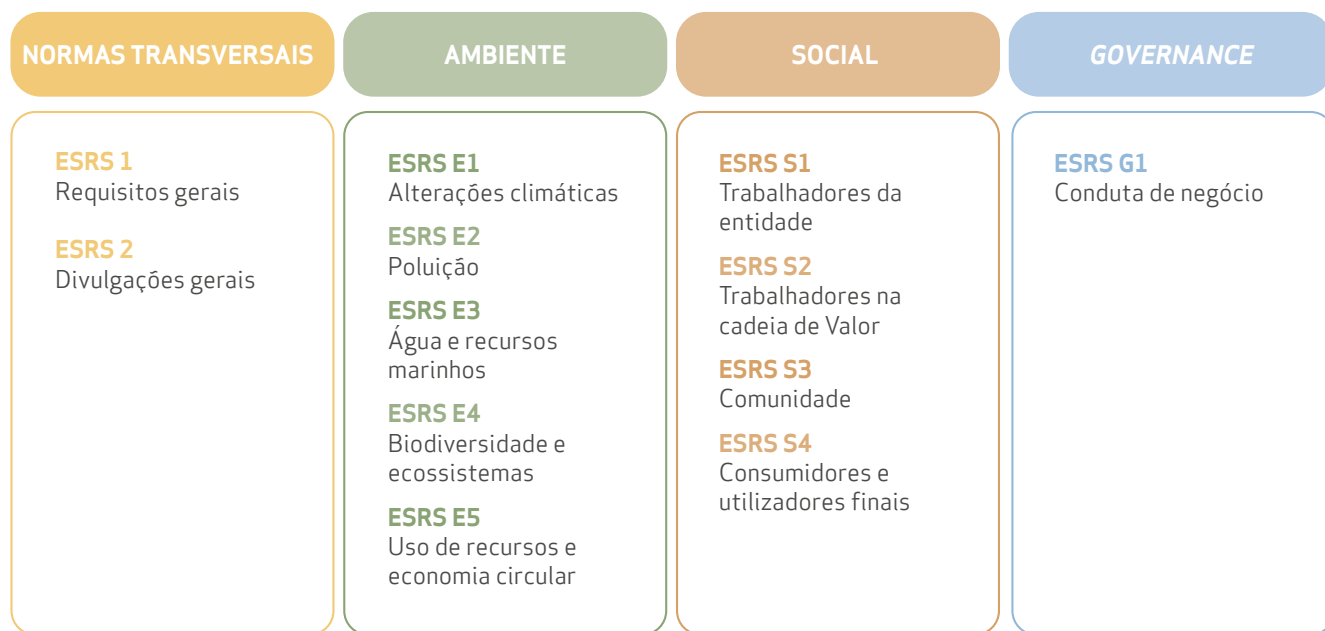 NORMAS TRANSVERSAIS
ESRS 1
Requisitos gerais
ESRS 2
Divulgações gerais
AMBIENTE
ESRS E1
Alterações climáticas
ESRS E2
Poluição
ESRS E3
Água e recursos
marinhos
ESRS E4
Biodiversidade e
ecossistemas
ESRS E5
Uso de recursos e
economia circular
SOCIAL
ESRS S1
Trabalhadores da
entidade
ESRS S2
Trabalhadores na
cadeia de Valor
ESRS S3
Comunidade
ESRS S4
Consumidores e
utilizadores finais
GOVERNANCE
ESRS G1
Conduta de negócio